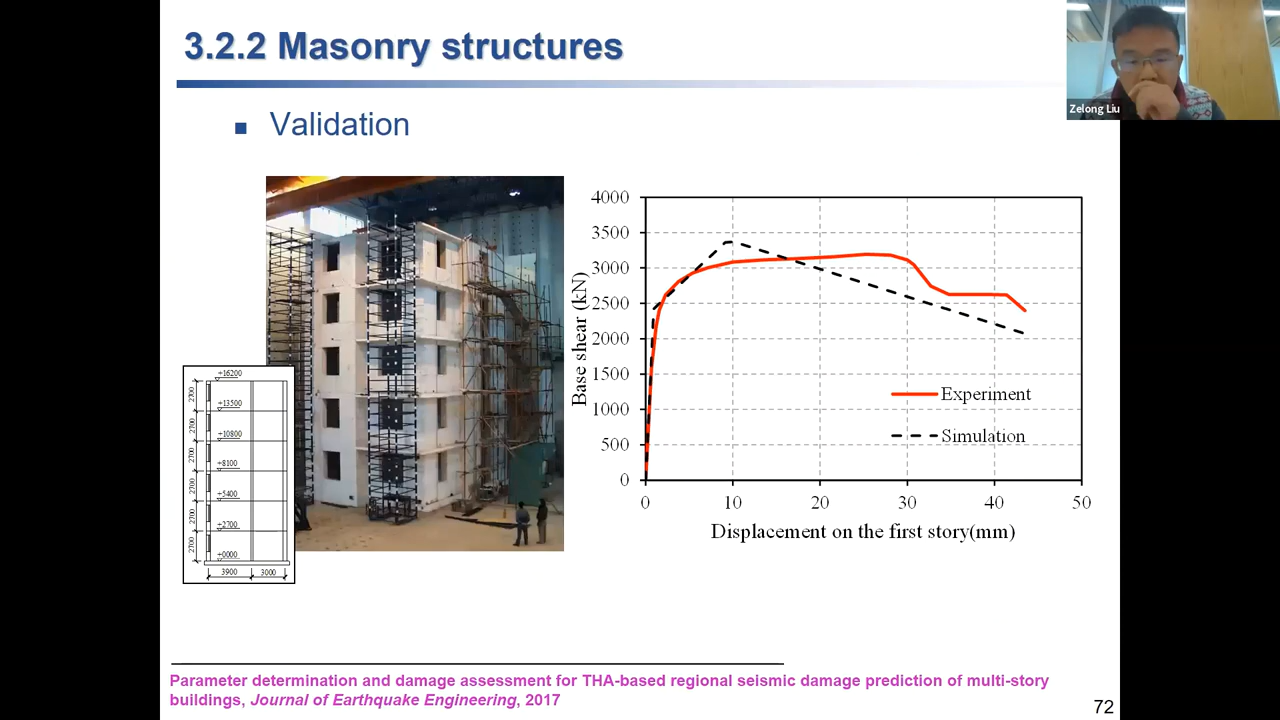 3.2.2 Masonry structures
Zelong Liu
Validation
4000
3500
3000
2500
2000
1500
1000
500
0
Base shear (kN)
Experiment
Simulation
0 10 20 30 40 50
Displacement on the first story(mm)
+16200
2700
+13500
2700
+10800
2700
+8100
2700
+5400
2700
+2700
2700
+0000
3900 3000
Parameter determination and damage assessment for THA-based regional seismic damage prediction of multi-story
buildings, Journal of Earthquake Engineering, 2017
72